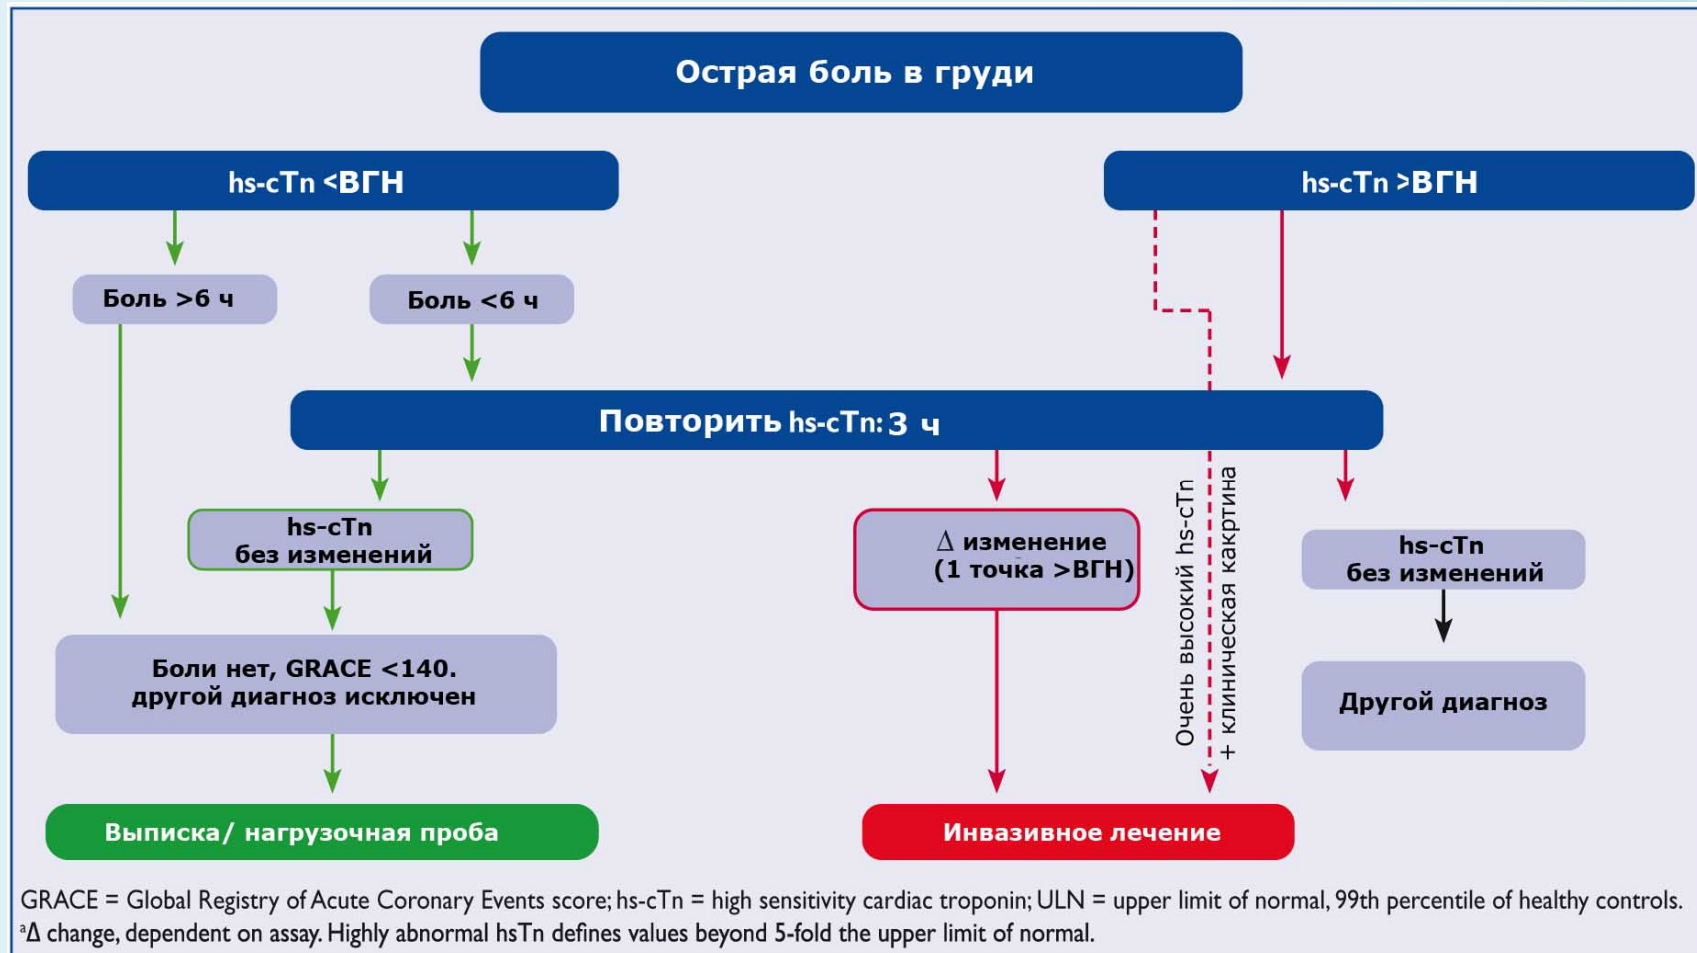 Острая боль в груди
hs-cTn <ВГН
hs-cTn >ВГН
Боль >6 ч
Боль <6 ч
Повторить hs-cTn: 3 ч
hs-cTn
без изменений
Δ изменение
(1 точка >ВГН)
Очень высокий hs-cTn
+ клиническая какртина
hs-cTn
без изменений
Боли нет, GRACE <140.
другой диагноз исключен
Другой диагноз
Выписка/ нагрузочная проба
Инвазивное лечение
GRACE = Global Registry of Acute Coronary Events score; hs-cTn = high sensitivity cardiac troponin; ULN = upper limit of normal, 99th percentile of healthy controls.
ᵃΔ change, dependent on assay. Highly abnormal hsTn defines values beyond 5-fold the upper limit of normal.